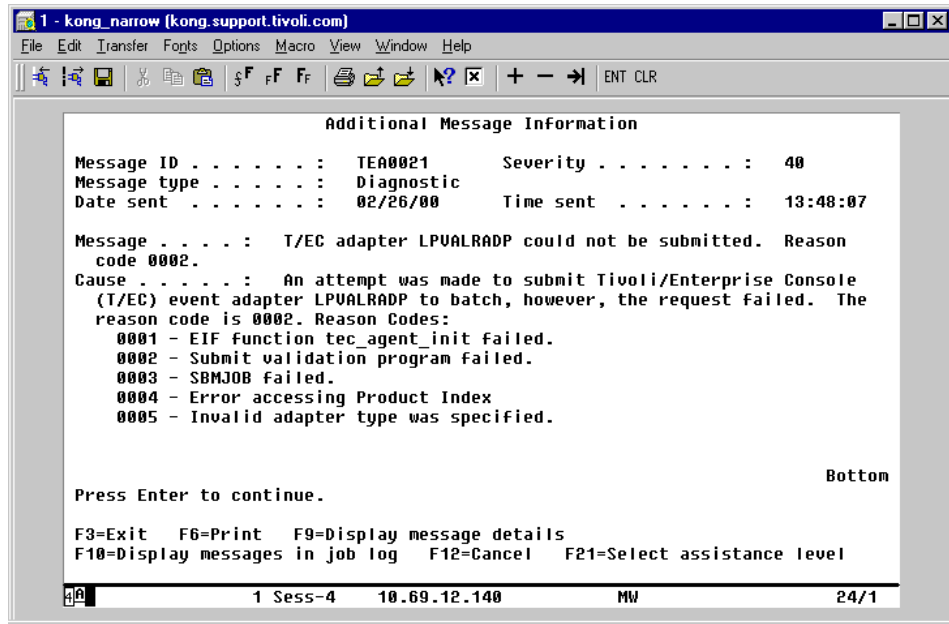 1 - kong_narrow (kong.support.tivoli.com)
File Edit Transfer Fonts Options Macro View Window Help
ENT CLR
Additional Message Information
Message ID . . . . . . : TEA0021 Severity . . . . . . . : 40
Message type . . . . . : Diagnostic
Date sent . . . . . . : 02/26/00 Time sent . . . . . . : 13:48:07
Message . . . . : T/EC adapter LPVALRADP could not be submitted. Reason
code 0002.
Cause . . . . . : An attempt was made to submit Tivoli/Enterprise Console
(T/EC) event adapter LPVALRADP to batch, however, the request failed. The
reason code is 0002. Reason Codes:
0001 - EIF function tec_agent_init failed.
0002 - Submit validation program failed.
0003 - SBMJOB failed.
0004 - Error accessing Product Index
0005 - Invalid adapter type was specified.
Bottom
Press Enter to continue.
F3=Exit F6=Print F9=Display message details
F10=Display messages in job log F12=Cancel F21=Select assistance level
4A 1 Sess-4 10.69.12.140 MW 24/1